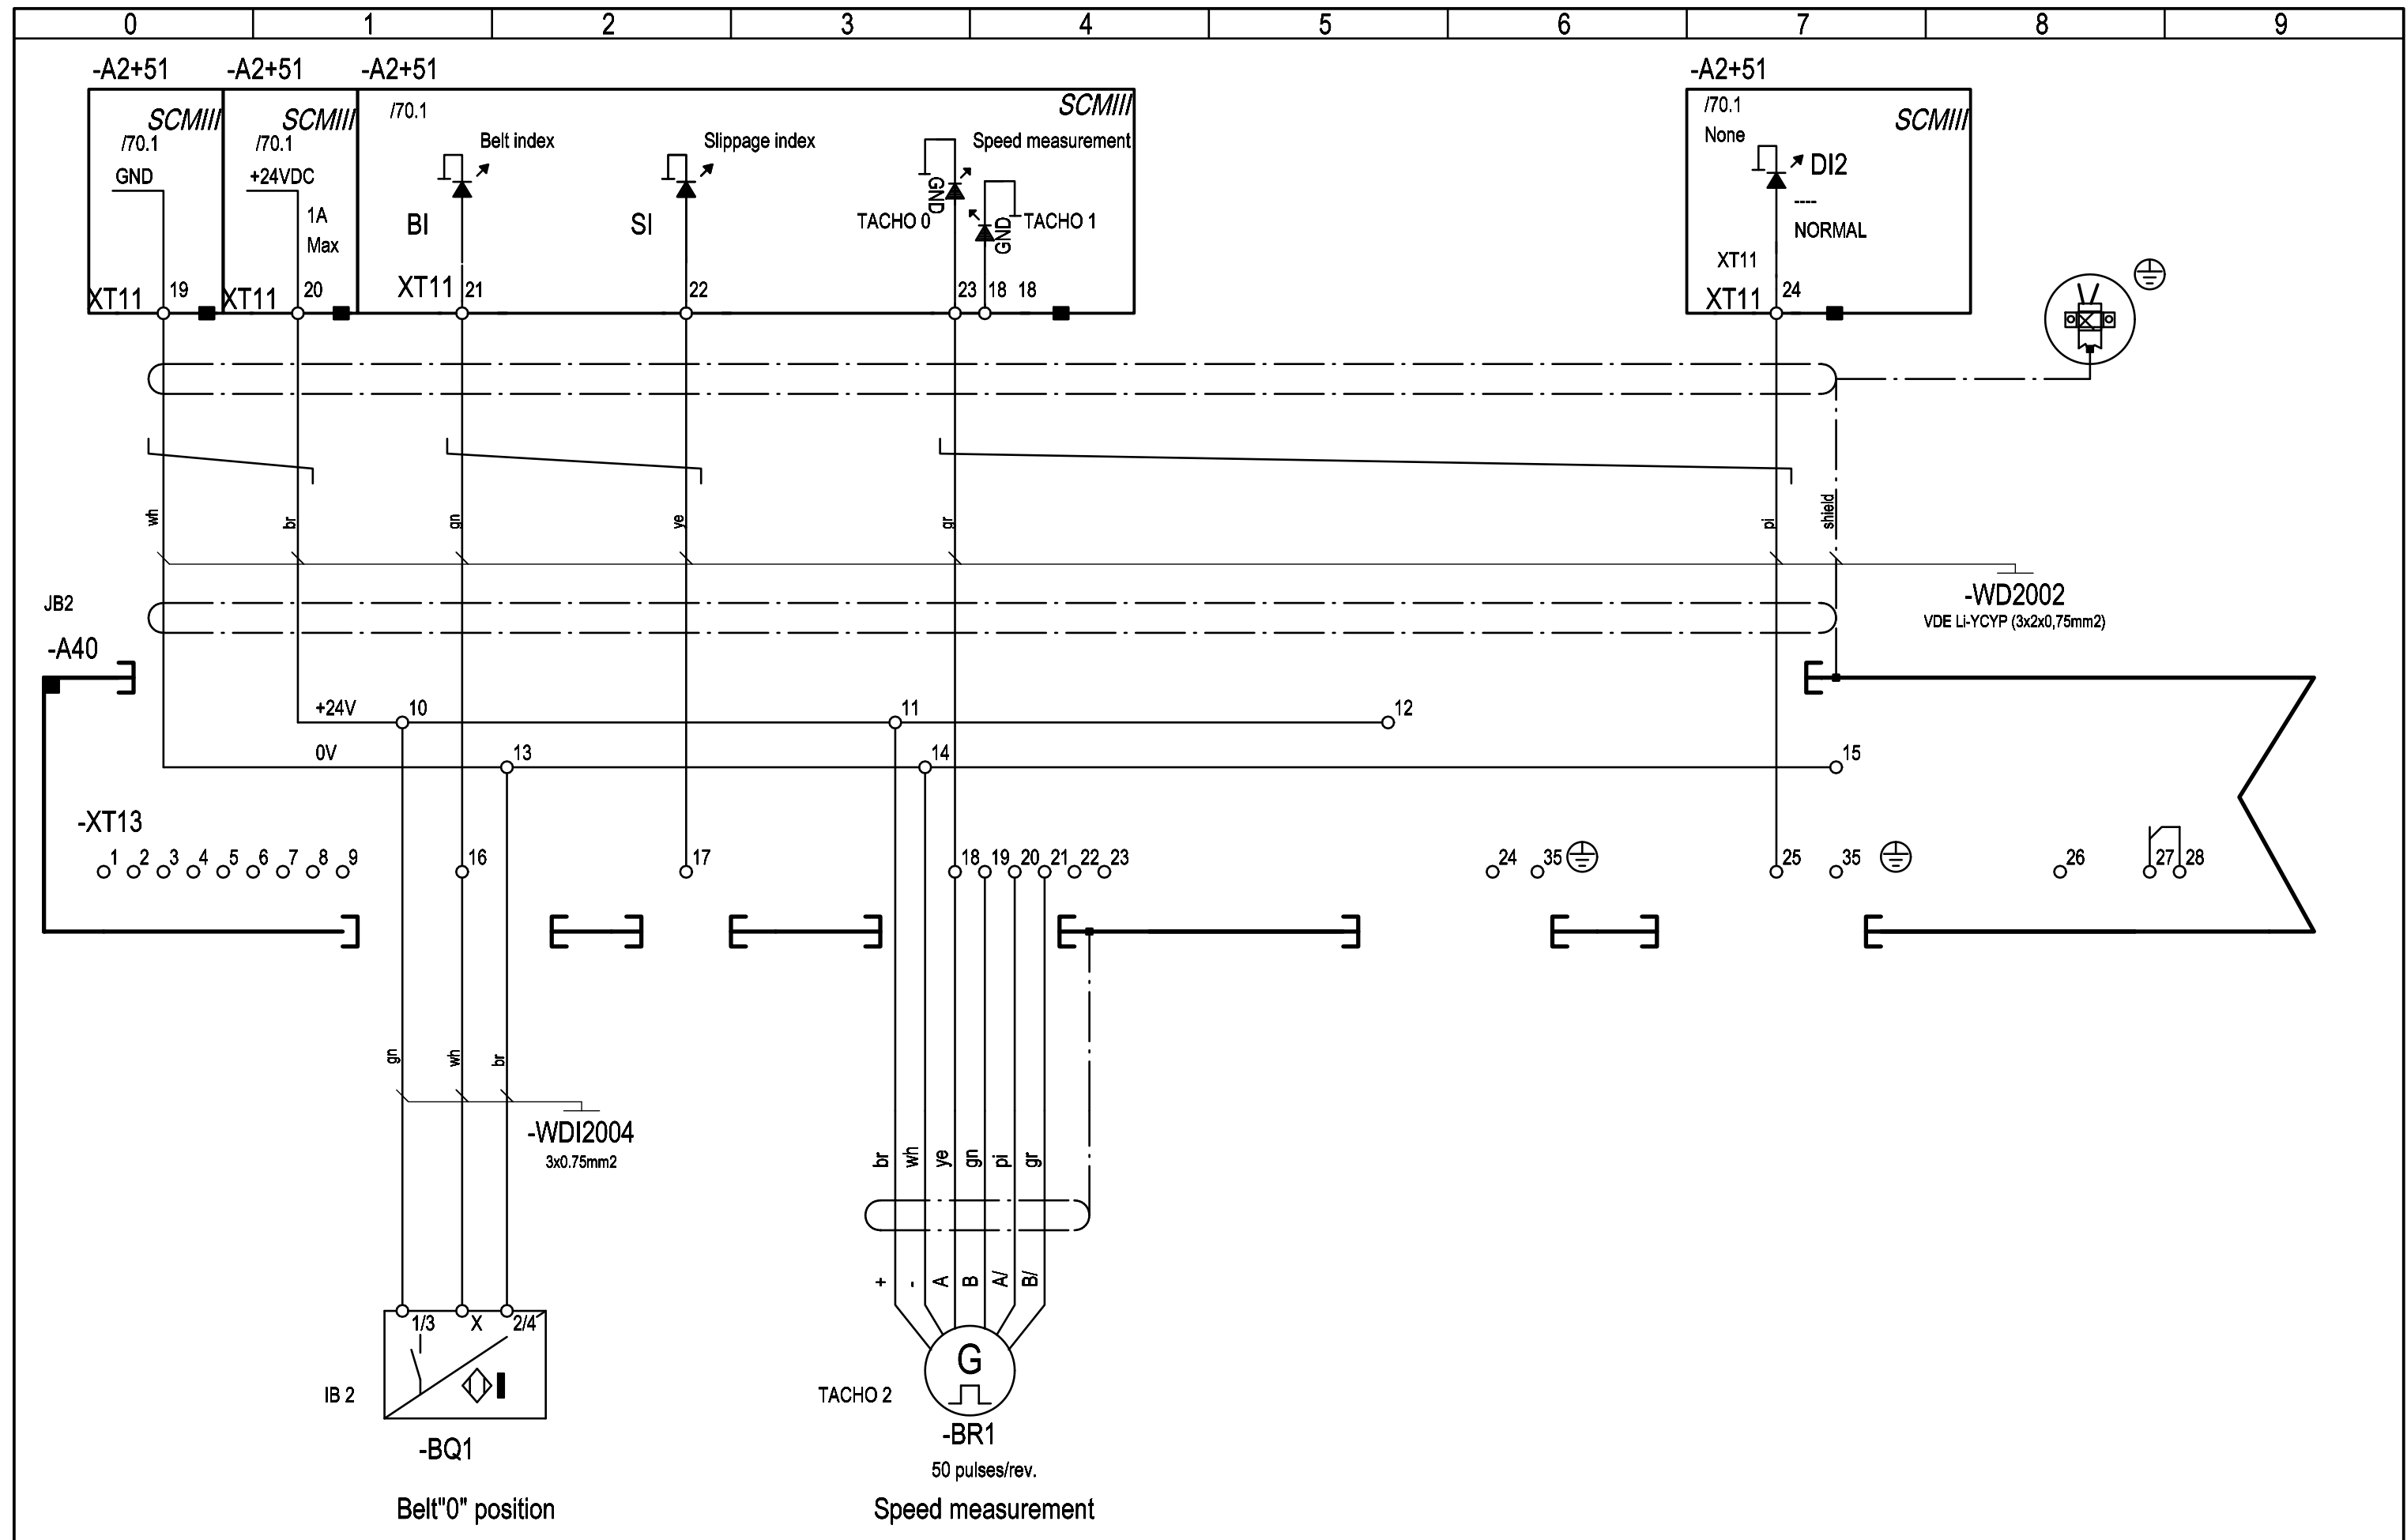 0 1 2 3 4 5 6 7 8 9
-A2+51 -A2+51 -A2+51 -A2+51
SCMIII SCMIII SCMIII SCMIII
/70.1 /70.1 /70.1 /70.1
None
GND +24VDC
1A
Max
Belt index
Slippage index
Speed measurement
BI
SI
TACHO 0
GND
GND
TACHO 1
DI2
----
NORMAL
XT11
XT11 19 XT11 20 XT11 21 22 23 18 18 XT11 24
wh br gn ye gr pi shield
-WD2002
VDE Li-YCYP (3x2x0,75mm2)
JB2
-A40
+24V 10 11 12
0V 13 14 15
-XT13
1 2 3 4 5 6 7 8 9 16 17 18 19 20 21 22 23 24 35 25 35 26 27 28
gn wh br
-WDI2004
3x0.75mm2
br wh ye gn pi gr
+ - A B A/ B/
1/3 X 2/4
G
IB 2
TACHO 2
-BQ1
-BR1
50 pulses/rev.
Belt"0" position
Speed measurement